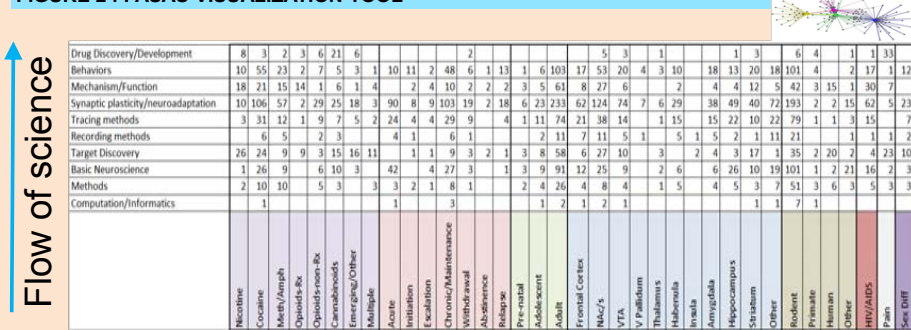 VISUALIZATION TOOL
Flow of science
Drug Discovery/Development 8 3 2 3 6 21 6 2 5 3 1 1 3 6 4 1 1 33
Behaviors 10 55 23 2 7 5 3 1 10 11 2 48 6 1 13 1 6 103 17 53 20 4 3 10 18 13 20 18 101 4 2 17 1 12
Mechanism/Function 18 21 15 14 1 6 1 4 2 4 10 2 2 2 3 5 61 8 27 6 2 4 4 12 5 42 3 15 1 30 7
Synaptic plasticity/neuroadaptation 10 106 57 2 29 25 18 3 90 8 9 103 19 2 18 6 23 233 62 124 74 7 6 29 38 49 40 72 193 2 2 15 62 5 23
Tracing methods 3 31 12 1 9 7 5 2 24 4 4 29 9 4 1 11 74 21 38 14 1 15 15 22 10 22 79 1 1 3 15 7
Recording methods 6 5 2 3 4 1 6 1 2 11 7 11 5 1 5 1 5 2 1 11 21 1 1 1 2
Target Discovery 26 24 9 9 3 15 16 11 1 1 9 3 2 1 3 8 58 6 27 10 3 2 4 3 17 1 35 2 20 2 4 23 10
Basic Neuroscience 1 26 9 6 10 3 42 4 27 3 1 3 9 91 12 25 9 2 6 6 26 10 19 101 1 2 21 16 2 3
Methods 2 10 10 5 3 3 3 2 1 8 1 2 4 26 4 8 4 1 5 4 5 3 7 51 3 6 3 5 3 3
Computation/Informatics 1 1 3 1 2 1 2 1 1 1 7 1
Nicotine
Cocaine
Meth/Amph
Opioids-Rx
Opioids-non-Rx
Cannabinoids
Emerging/Other
Multiple
Acute
Initiation
Escalation
Chronic/Maintenance
Withdrawal
Abstinence
Relapse
Pre-natal
Adolescent
Adult
Frontal Cortex
NAc/s
VTA
V Pallidum
Thalamus
Habenula
Insula
Amygdala
Hippocampus
Striatum
Other
Rodent
Primate
Human
Other
HIV/AIDS
Pain
Sex Diff